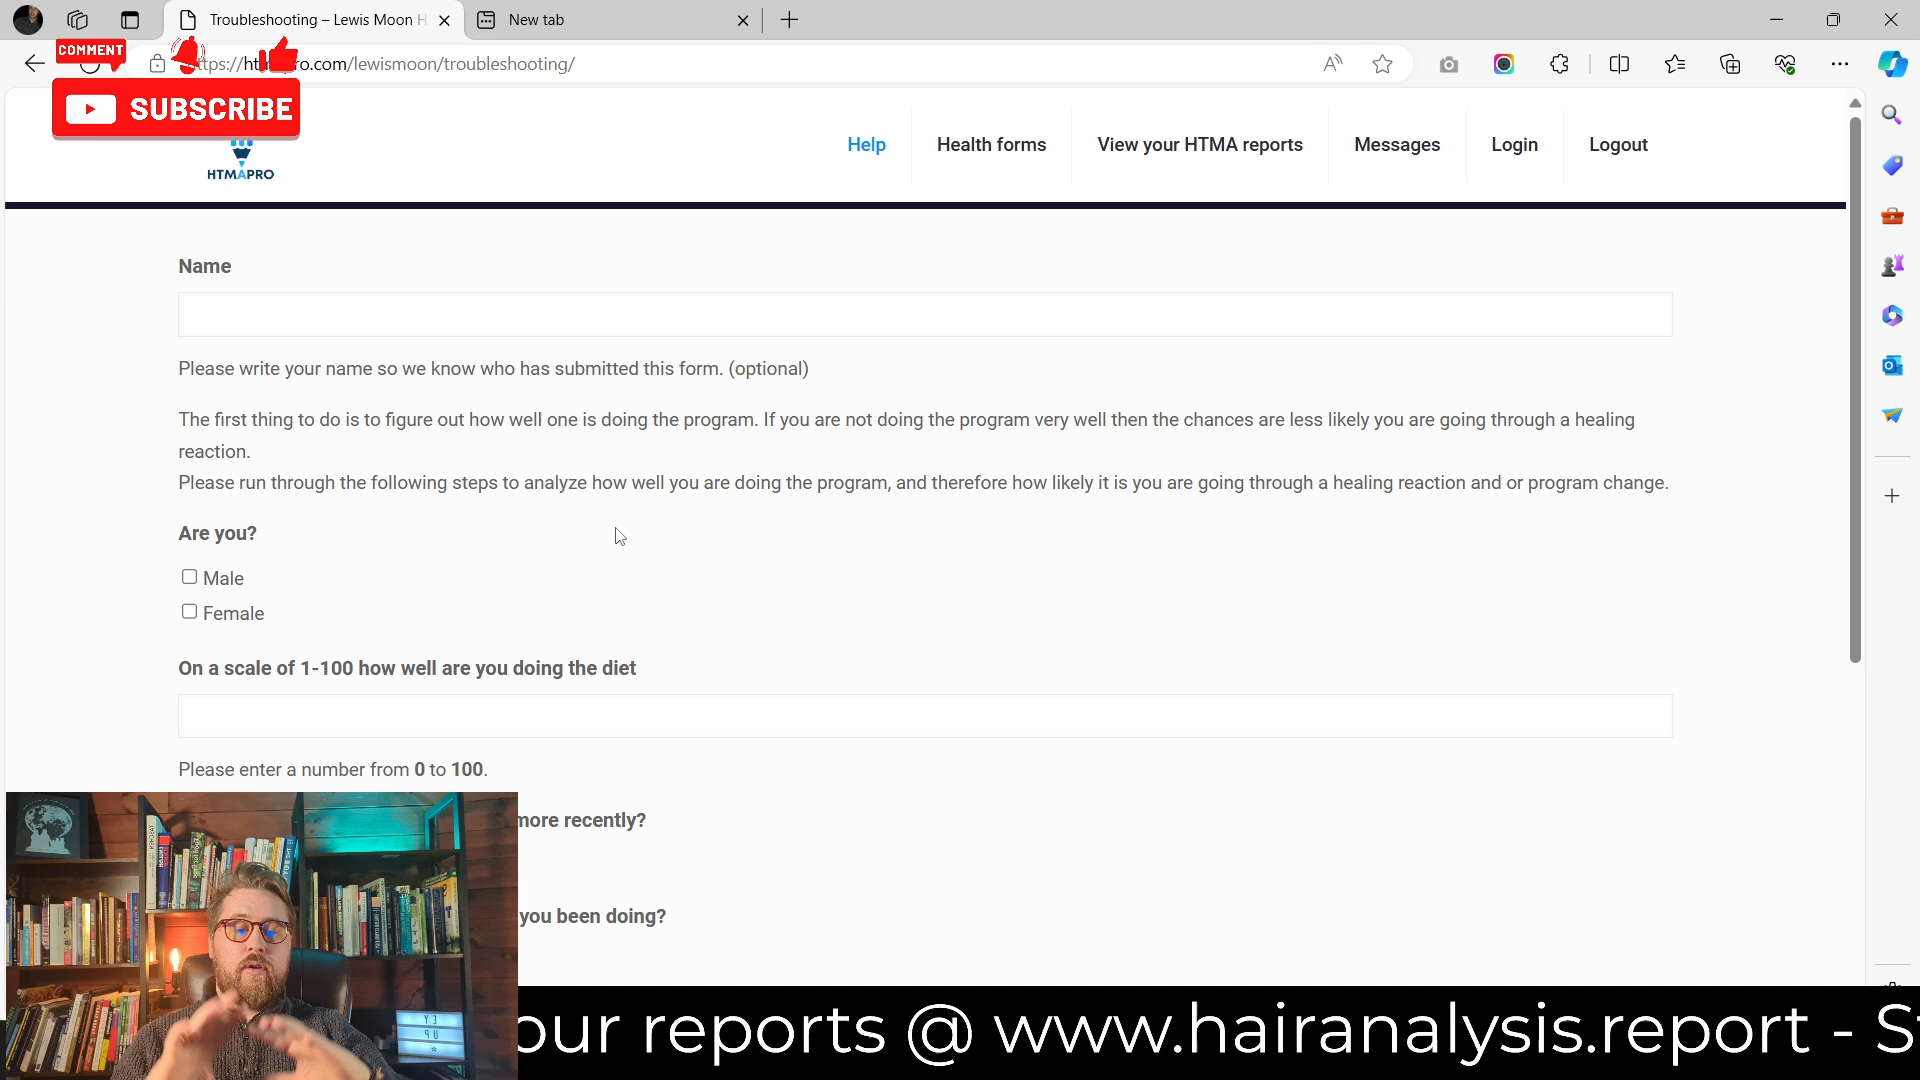 Troubleshooting – Lewis Moon H
New tab
COMMENT
ro.com/lewismoon/troubleshooting/
SUBSCRIBE
HTMAPRO
Help
Health forms
View your HTMA reports
Messages
Login
Logout
Name
Please write your name so we know who has submitted this form. (optional)
The first thing to do is to figure out how well one is doing the program. If you are not doing the program very well then the chances are less likely you are going through a healing
reaction.
Please run through the following steps to analyze how well you are doing the program, and therefore how likely it is you are going through a healing reaction and or program change.
Are you?
Male
Female
On a scale of 1-100 how well are you doing the diet
Please enter a number from 0 to 100.
more recently?
you been doing?
our reports @ www.hairanalysis.report - S